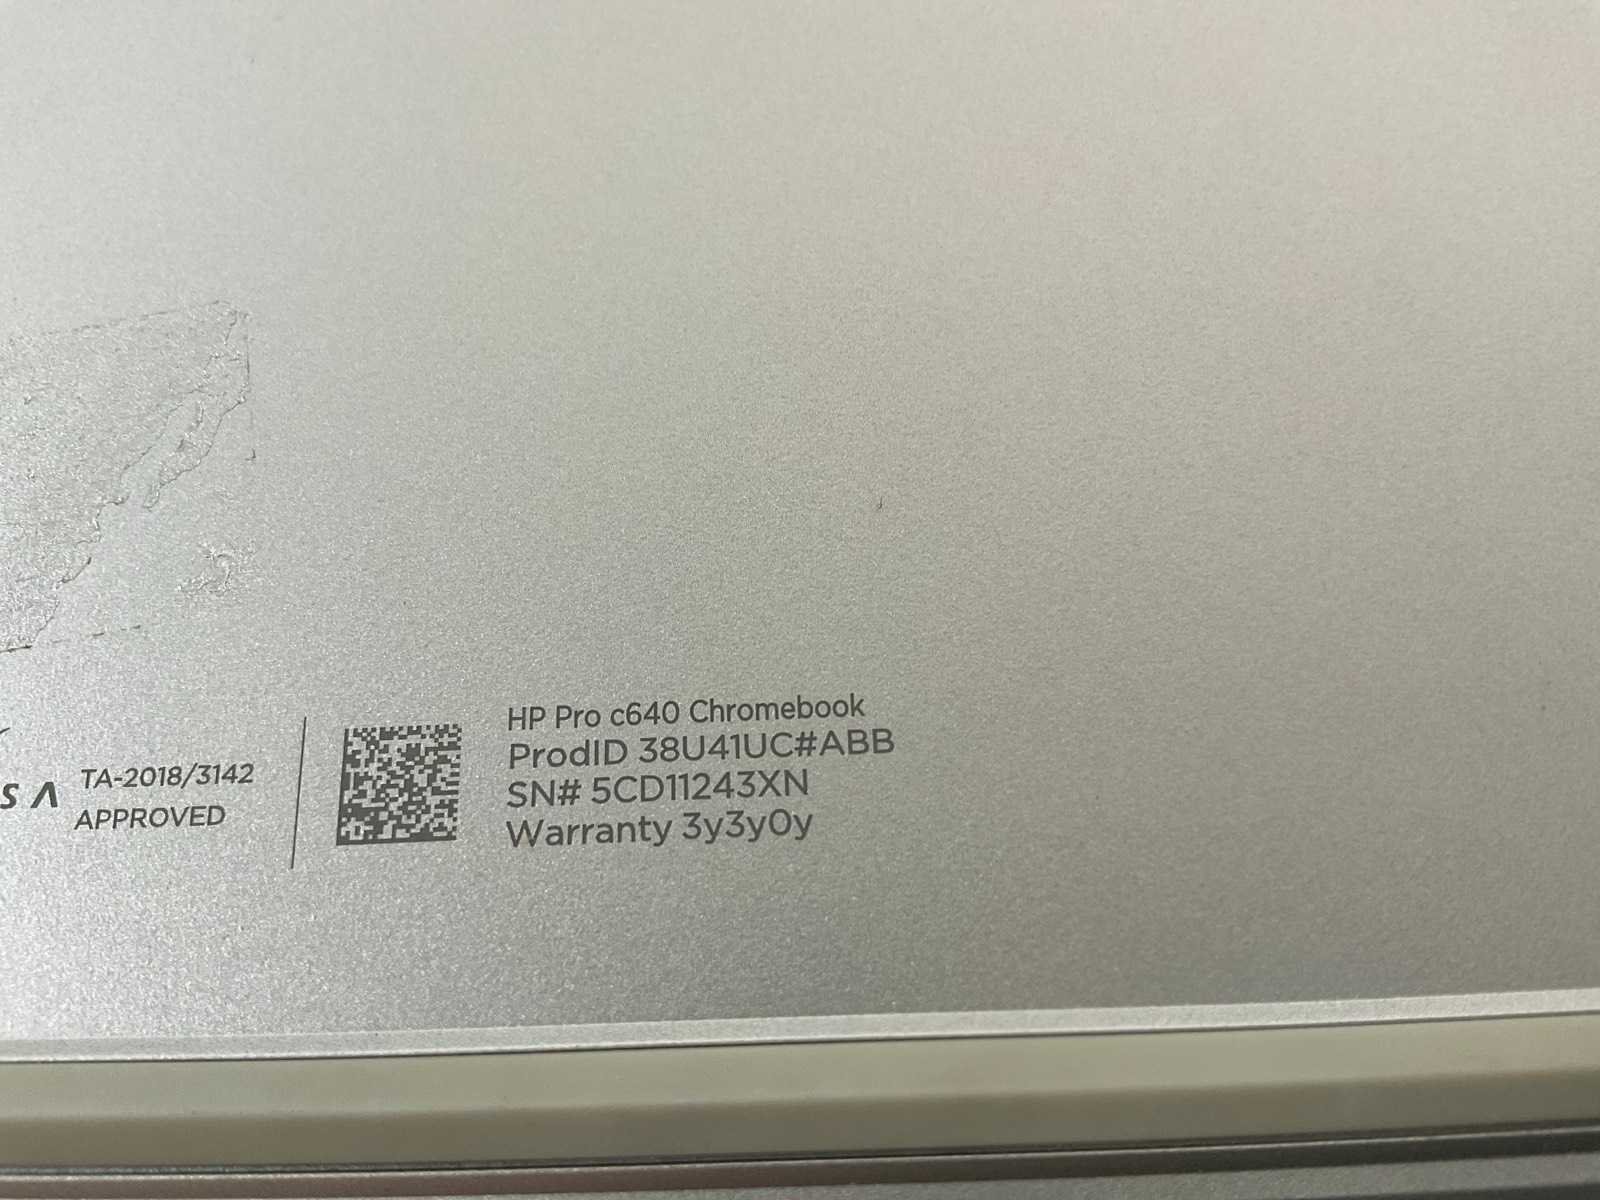 S A
TA-2018/3142
APPROVED
HP Pro c640 Chromebook
ProdID 38U41UC#ABB
SN# 5CD11243XN
Warranty 3y3y0y